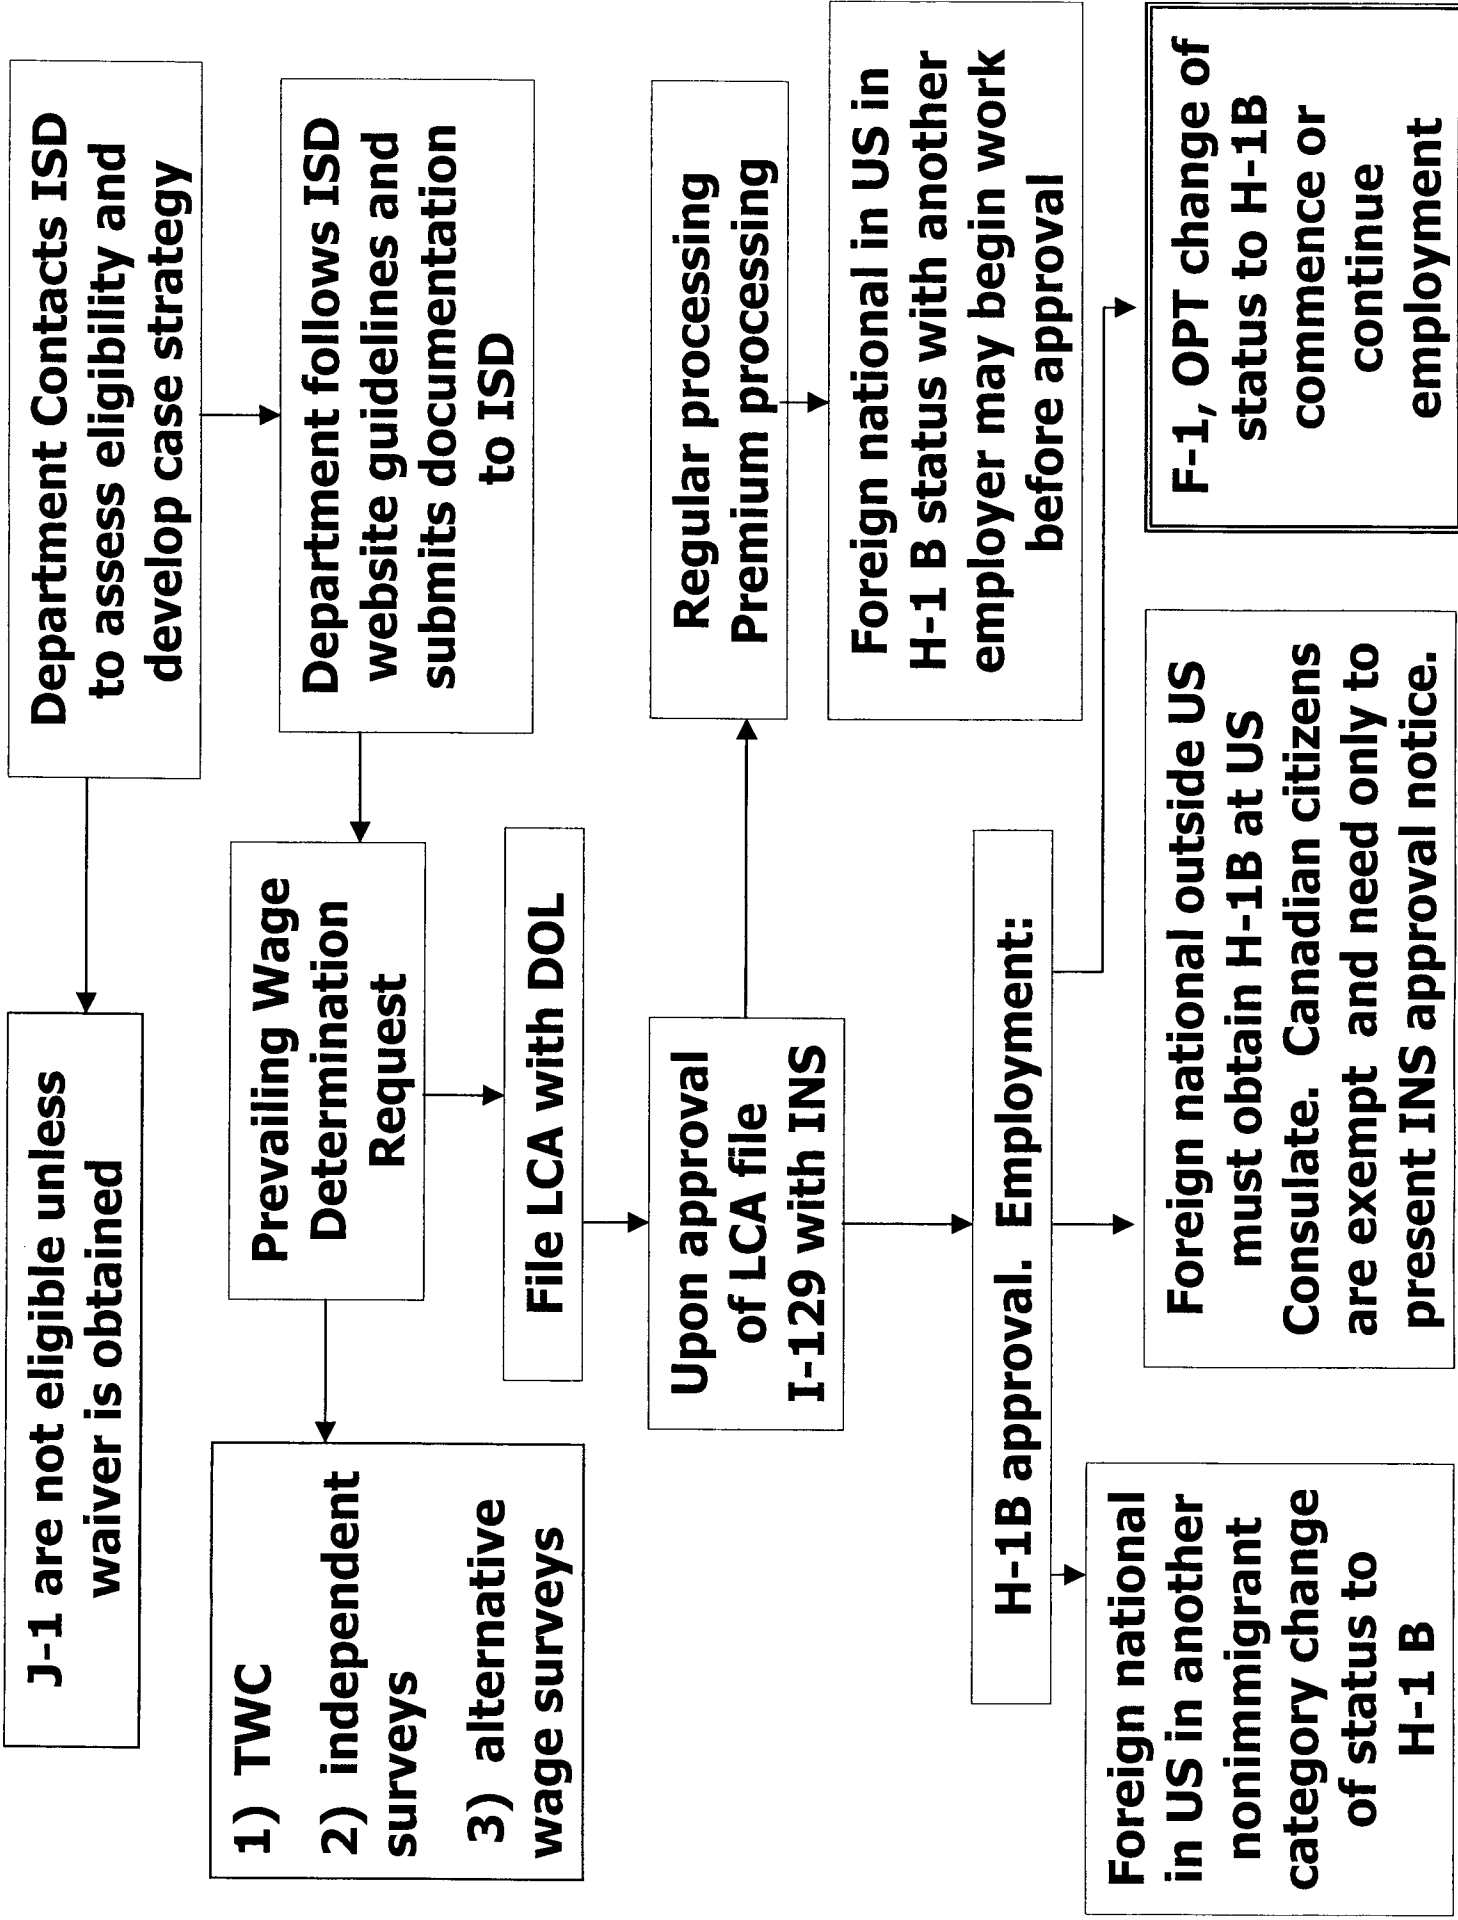 J-1 are not eligible unless
waiver is obtained
Department Contacts ISD
to assess eligibility and
develop case strategy
1) TWC
2) independent
surveys
3) alternative
wage surveys
Prevailing Wage
Determination
Request
Department follows ISD
website guidelines and
submits documentation
to ISD
File LCA with DOL
Upon approval
of LCA file
I-129 with INS
Regular processing
Premium processing
Foreign national in US in
H-1 B status with another
employer may begin work
before approval
H-1B approval.  Employment:
Foreign national
in US in another
nonimmigrant
category change
of status to
H-1 B
Foreign national outside US
must obtain H-1B at US
Consulate.  Canadian citizens
are exempt  and need only to
present INS approval notice.
F-1, OPT change of
status to H-1B
commence or
continue
employment